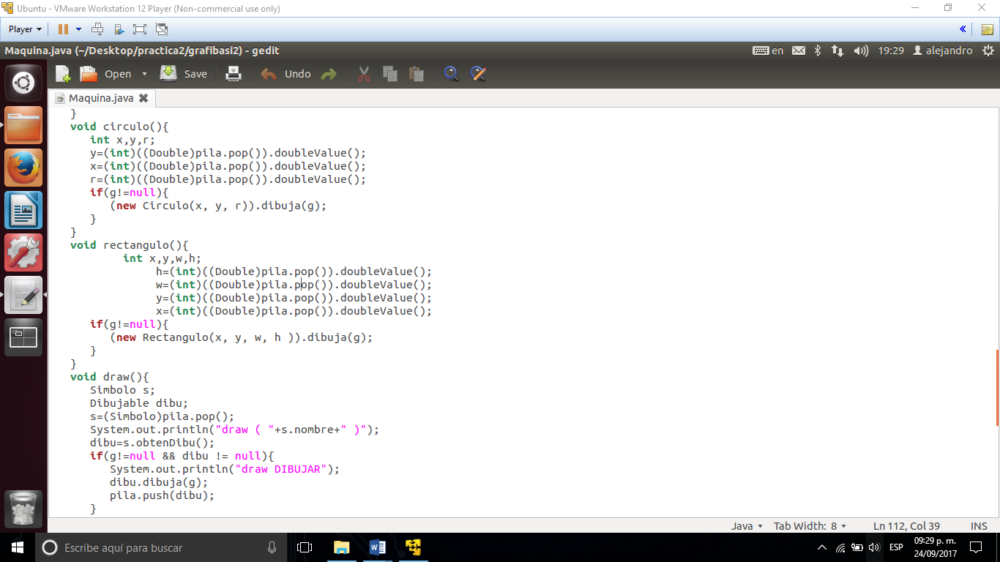 Ubuntu - VMware Workstation 12 Player (Non-commercial use only)
Player
Maquina.java (~/Desktop/practica2/grafibasi2) - gedit
en 19:29 alejandro
Open Save Undo
Maquina.java
}
void circulo(){
int x,y,r;
y=(int)((Double)pila.pop()).doubleValue();
x=(int)((Double)pila.pop()).doubleValue();
r=(int)((Double)pila.pop()).doubleValue();
if(g!=null){
(new Circulo(x, y, r)).dibuja(g);
}
}
void rectangulo(){
int x,y,w,h;
h=(int)((Double)pila.pop()).doubleValue();
w=(int)((Double)pila.pop()).doubleValue();
y=(int)((Double)pila.pop()).doubleValue();
x=(int)((Double)pila.pop()).doubleValue();
if(g!=null){
(new Rectangulo(x, y, w, h )).dibuja(g);
}
}
void draw(){
Simbolo s;
Dibujable dibu;
s=(Simbolo)pila.pop();
System.out.println("draw ( "+s.nombre+" )");
dibu=s.obtenDibu();
if(g!=null && dibu != null){
System.out.println("draw DIBUJAR");
dibu.dibuja(g);
pila.push(dibu);
}
Java Tab Width: 8 Ln 112, Col 39 INS
Escribe aquí para buscar
ESP
09:29 p. m.
24/09/2017